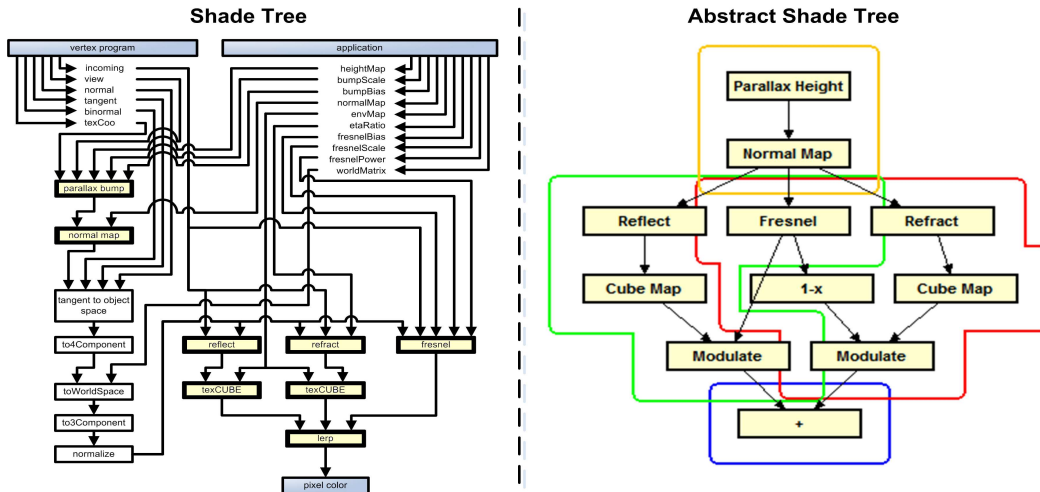 Shade Tree
vertex program
application
incoming
view
normal
tangent
binormal
texCoo
heightMap
bumpScale
bumpBias
normalMap
envMap
etaRatio
fresnelBias
fresnelScale
fresnelPower
worldMatrix
parallax bump
normal map
tangent to object
space
to4Component
toWorldSpace
to3Component
normalize
reflect
refract
fresnel
texCUBE
texCUBE
lerp
pixel color
Abstract Shade Tree
Parallax Height
Normal Map
Reflect
Fresnel
Refract
Cube Map
1-x
Cube Map
Modulate
Modulate
+